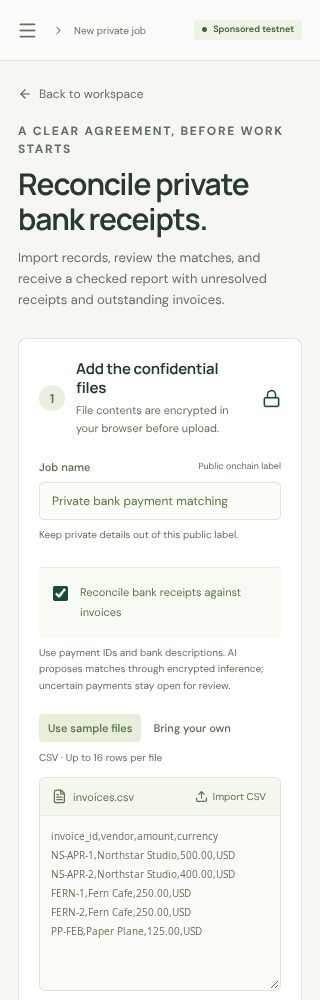 New private job
Sponsored testnet
Back to workspace
A CLEAR AGREEMENT, BEFORE WORK
STARTS
Reconcile private
bank receipts.
Import records, review the matches, and
receive a checked report with unresolved
receipts and outstanding invoices.
1
Add the confidential
files
File contents are encrypted in
your browser before upload.
Job name
Public onchain label
Private bank payment matching
Keep private details out of this public label.
Reconcile bank receipts against
invoices
Use payment IDs and bank descriptions. AI
proposes matches through encrypted inference;
uncertain payments stay open for review.
Use sample files
Bring your own
CSV · Up to 16 rows per file
invoices.csv
Import CSV
invoice_id,vendor,amount,currency
NS-APR-1,Northstar Studio,500.00,USD
NS-APR-2,Northstar Studio,400.00,USD
FERN-1,Fern Cafe,250.00,USD
FERN-2,Fern Cafe,250.00,USD
PP-FEB,Paper Plane,125.00,USD